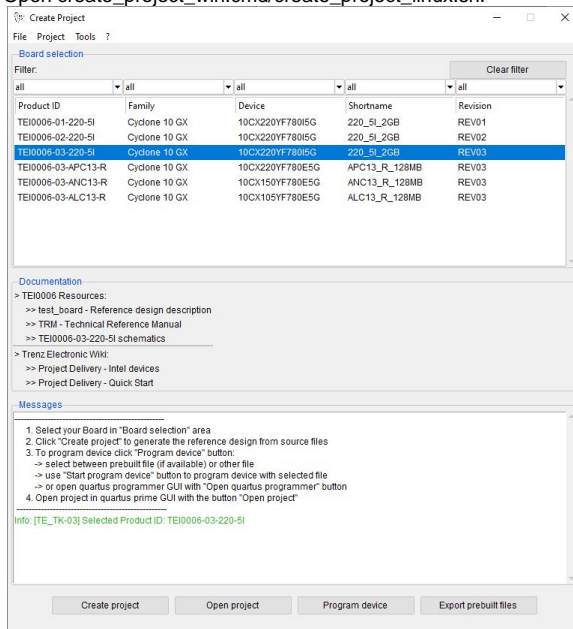 Open create_project_win.cmd/create_project_linux.sh.
Create Project
File Project Tools ?
Board selection
Filter:
Clear filter
all all all all all
Product ID Family Device Shortname Revision
TEI0006-01-220-5I Cyclone 10 GX 10CX220YF780I5G 220_5I_2GB REV01
TEI0006-02-220-5I Cyclone 10 GX 10CX220YF780I5G 220_5I_2GB REV02
TEI0006-03-220-5I Cyclone 10 GX 10CX220YF780I5G 220_5I_2GB REV03
TEI0006-03-APC13-R Cyclone 10 GX 10CX220YF780E5G APC13_R_128MB REV03
TEI0006-03-ANC13-R Cyclone 10 GX 10CX150YF780E5G ANC13_R_128MB REV03
TEI0006-03-ALC13-R Cyclone 10 GX 10CX105YF780E5G ALC13_R_128MB REV03
Documentation
> TEI0006 Resources:
>> test_board - Reference design description
>> TRM - Technical Reference Manual
>> TEI0006-03-220-5I schematics
> Trenz Electronic Wiki:
>> Project Delivery - Intel devices
>> Project Delivery - Quick Start
Messages
1. Select your Board in "Board selection" area
2. Click "Create project" to generate the reference design from source files
3. To program device click "Program device" button:
-> select between prebuilt file (if available) or other file
-> use "Start program device" button to program device with selected file
-> or open quartus programmer GUI with "Open quartus programmer" button
4. Open project in quartus prime GUI with the button "Open project"
Info: [TE_TK-03] Selected Product ID: TEI0006-03-220-5I
Create project Open project Program device Export prebuilt files